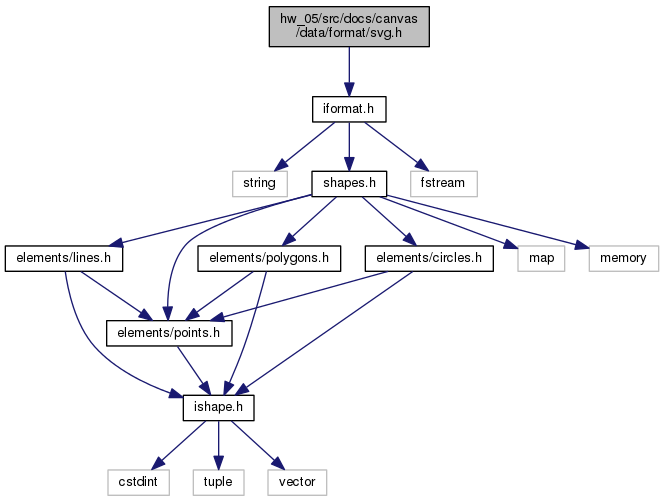 hw_05/src/docs/canvas
/data/format/svg.h
iformat.h
string
shapes.h
fstream
elements/lines.h
elements/polygons.h
elements/circles.h
map
memory
elements/points.h
ishape.h
cstdint
tuple
vector